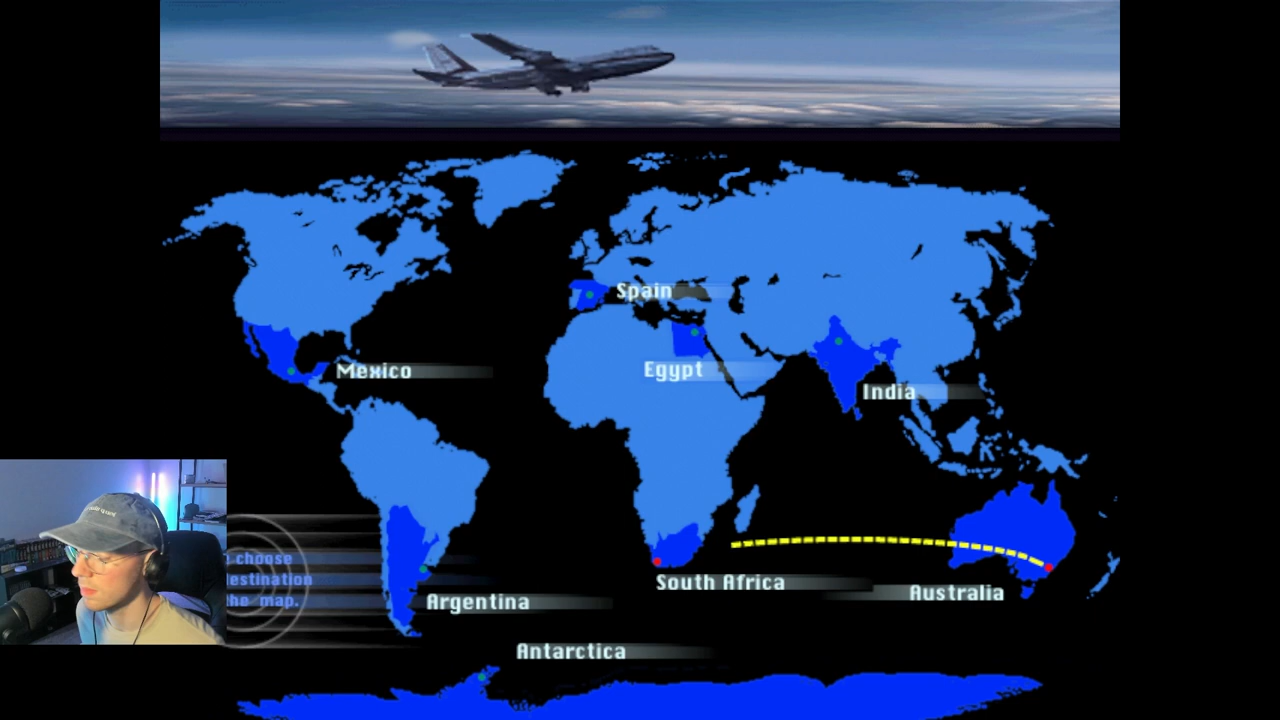 Spain
Egypt
Mexico
India
choose
destination
the map.
South Africa
Australia
Argentina
Antarctica